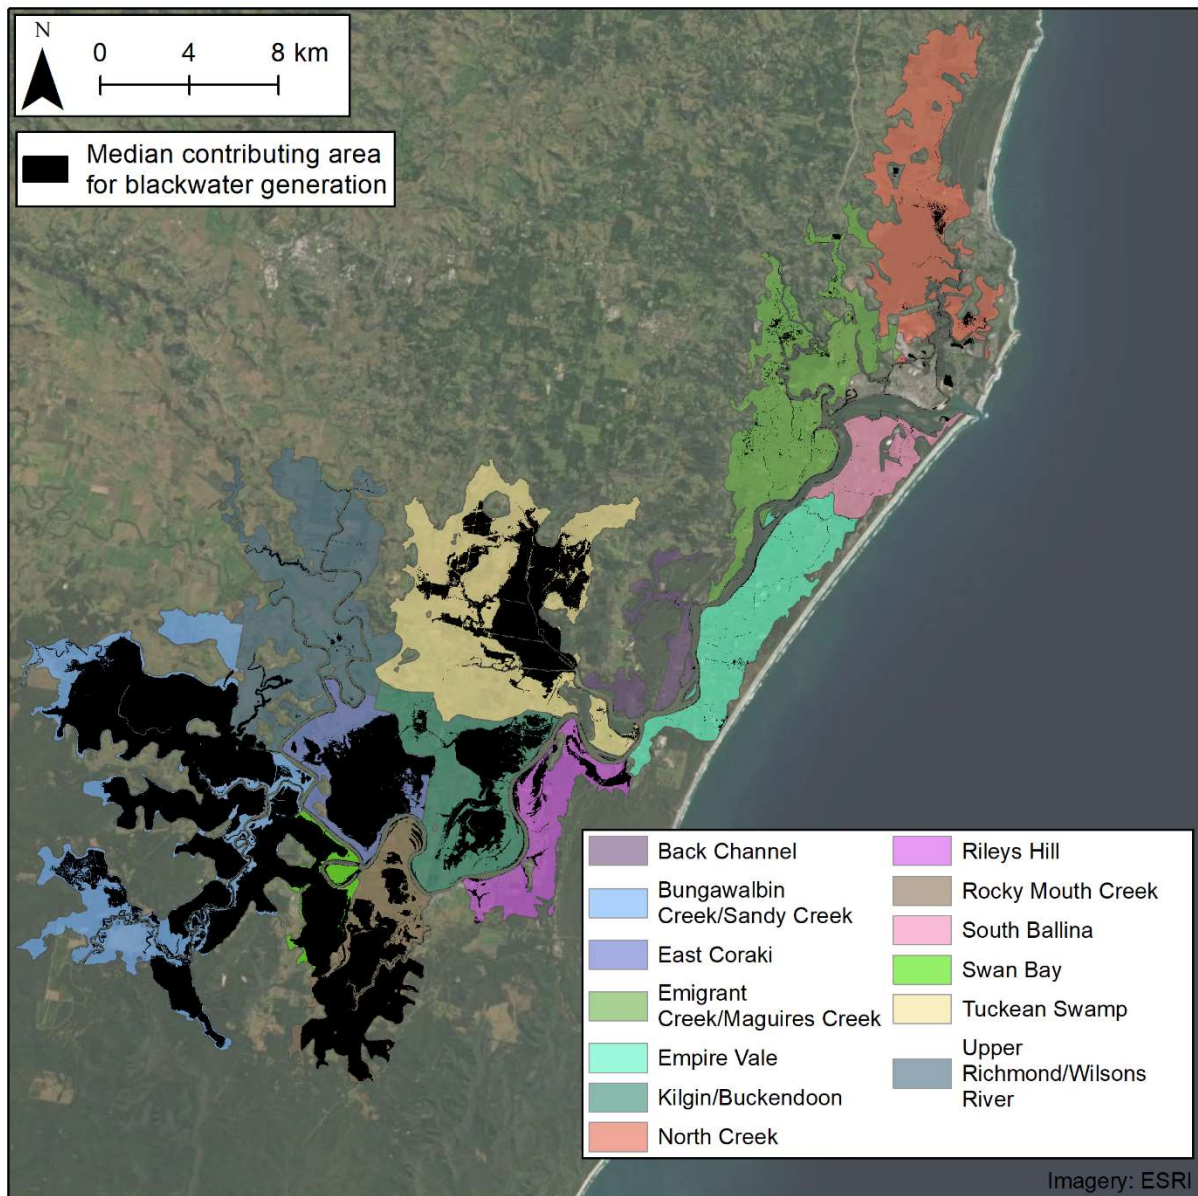 N
0 4 8 km
Median contributing area
for blackwater generation
Back Channel
Bungawalbin
Creek/Sandy Creek
East Coraki
Emigrant
Creek/Maguires Creek
Empire Vale
Kilgin/Buckendoon
North Creek
Rileys Hill
Rocky Mouth Creek
South Ballina
Swan Bay
Tuckean Swamp
Upper
Richmond/Wilsons
River
Imagery: ESRI